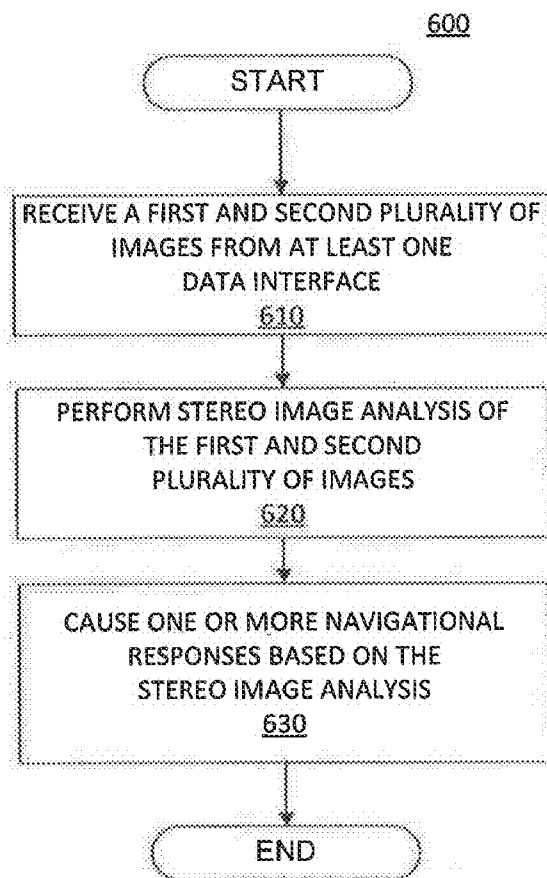 600
START
RECEIVE A FIRST AND SECOND PLURALITY OF
IMAGES FROM AT LEAST ONE
DATA INTERFACE
610
PERFORM STEREO IMAGE ANALYSIS OF
THE FIRST AND SECOND
PLURALITY OF IMAGES
620
CAUSE ONE OR MORE NAVIGATIONAL
RESPONSES BASED ON THE
STEREO IMAGE ANALYSIS
630
END